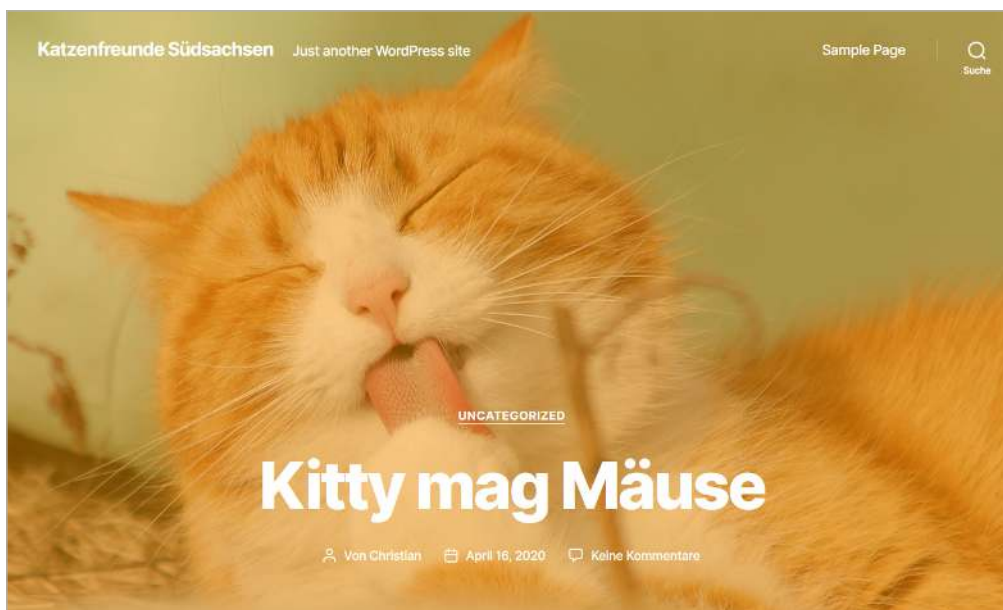 Katzenfreunde Südsachsen Just another WordPress site Sample Page
Suche
UNCATEGORIZED
Kitty mag Mäuse
Von Christian April 16, 2020 Keine Kommentare